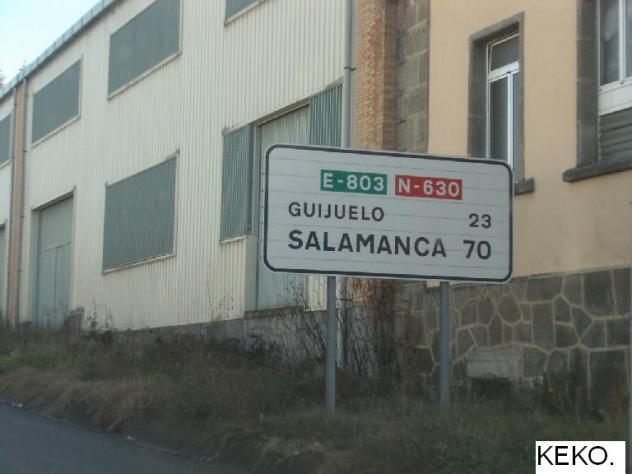 E-803 N-630
GUIJUELO 23
SALAMANCA 70
KEKO.